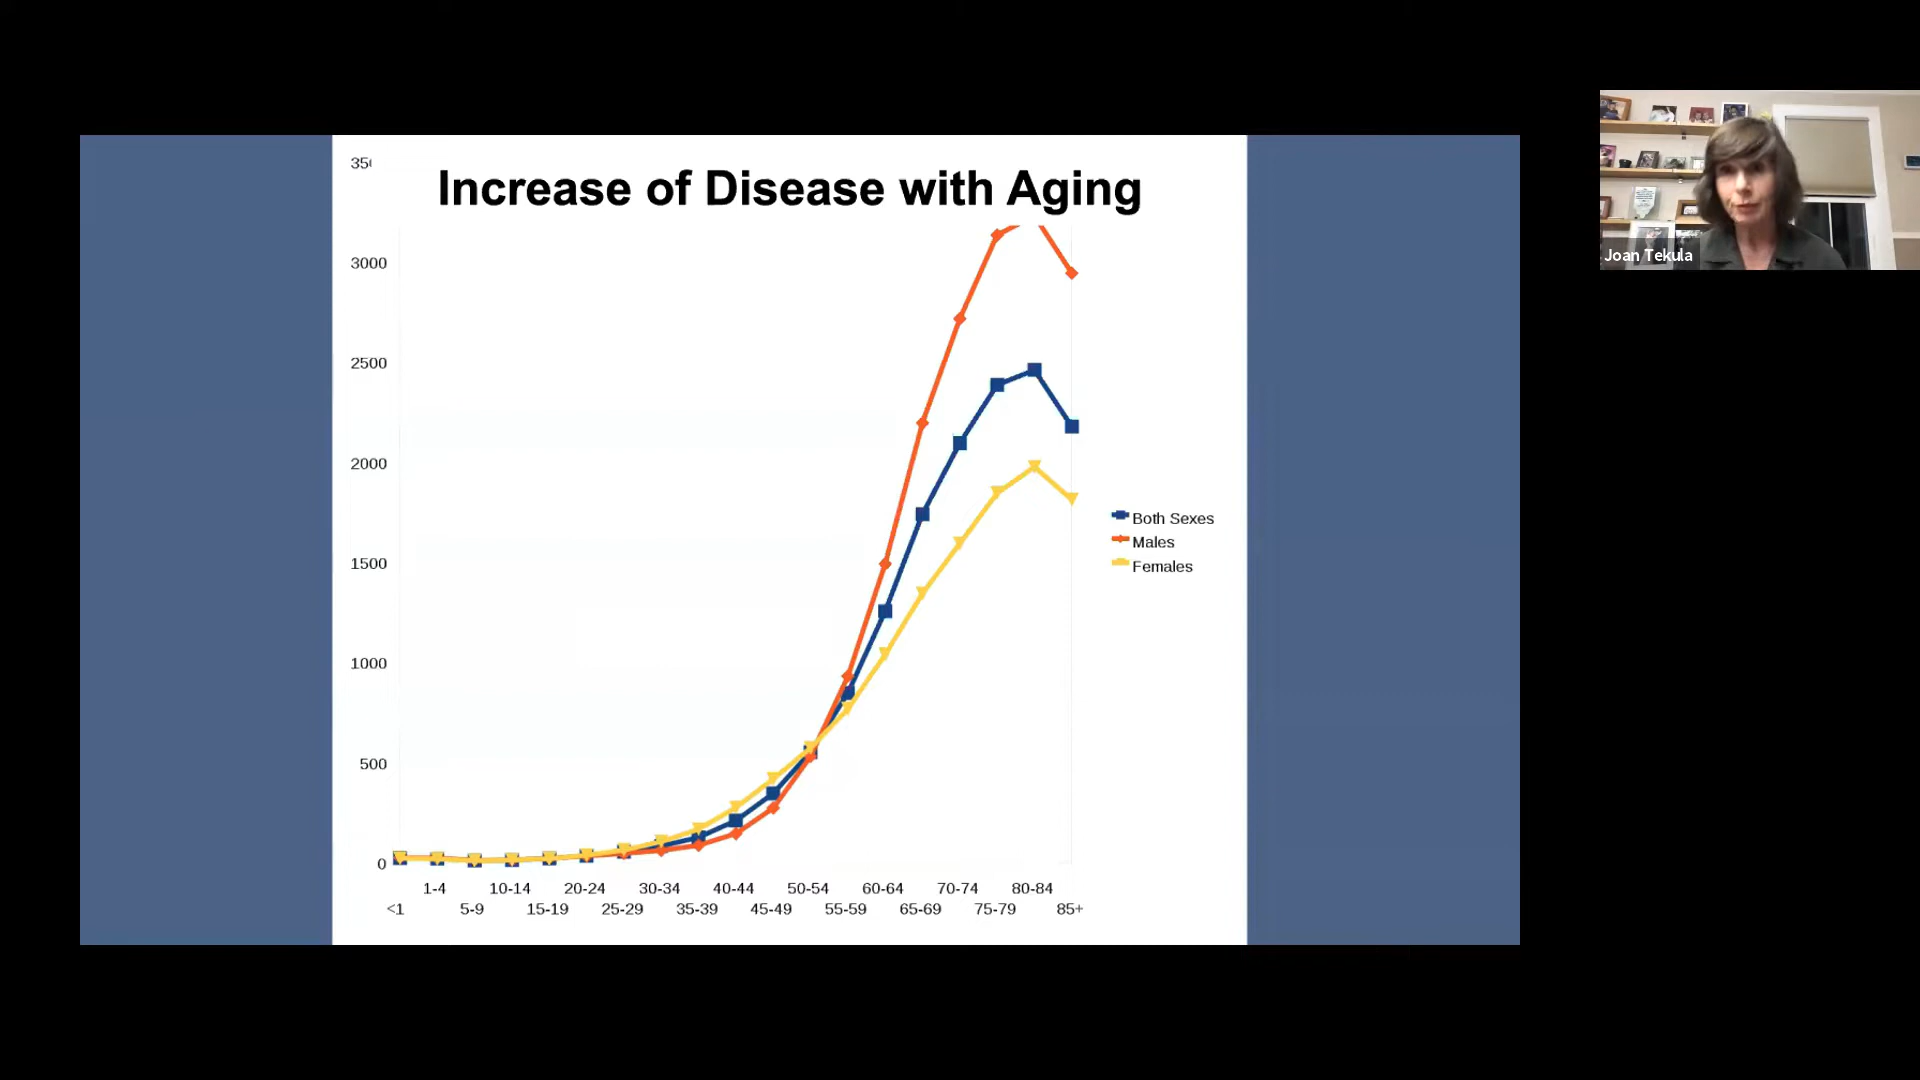 Increase of Disease with Aging
3000
2500
2000
1500
1000
500
0
1-4 10-14 20-24 30-34 40-44 50-54 60-64 70-74 80-84
<1 5-9 15-19 25-29 35-39 45-49 55-59 65-69 75-79 85+
Both Sexes
Males
Females
Joan Tekula